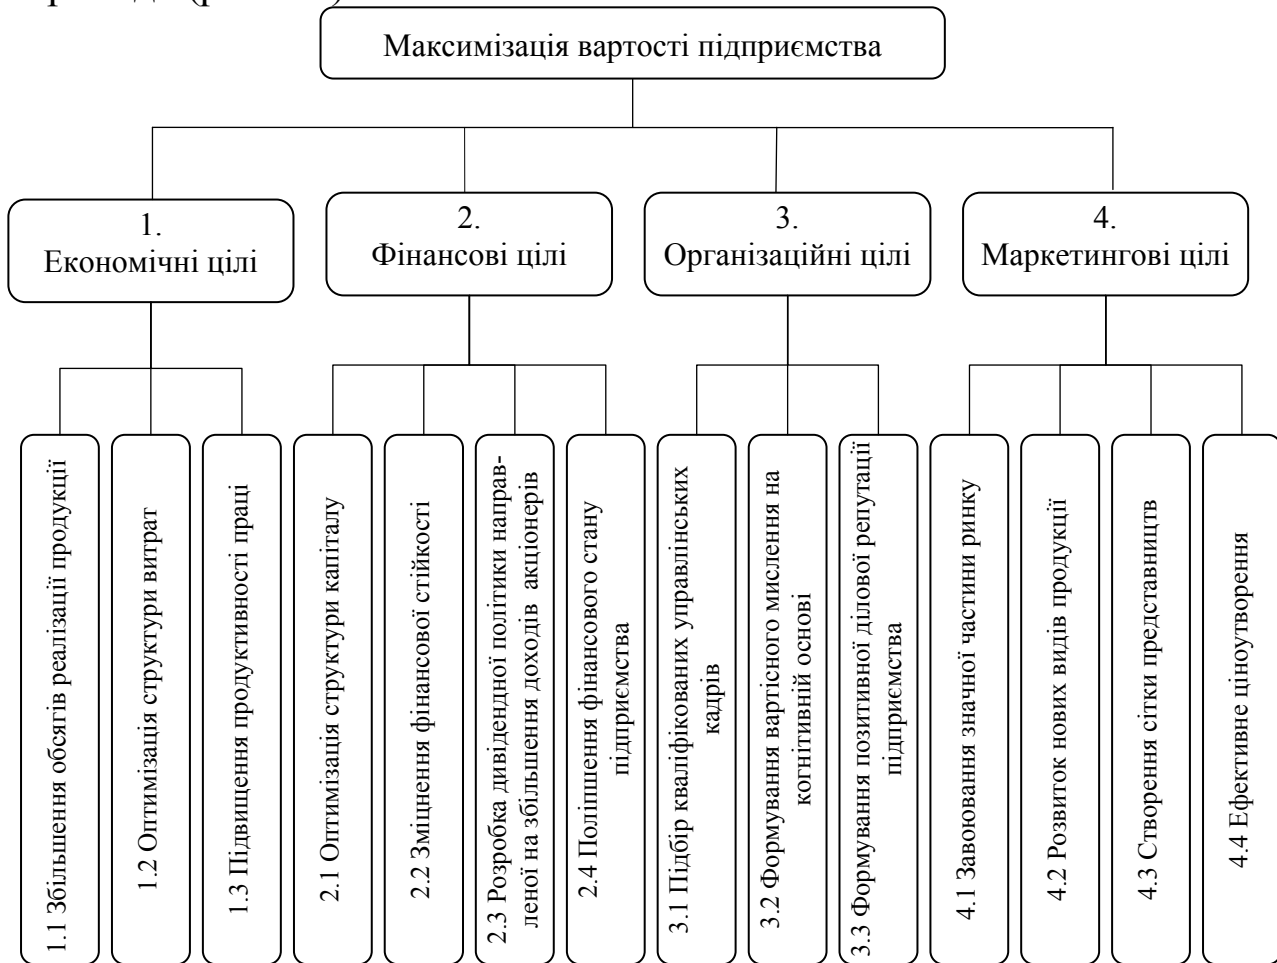 Максимізація вартості підприємства
1.
Економічні цілі
2.
Фінансові цілі
3.
Організаційні цілі
4.
Маркетингові цілі
1.1 Збільшення обсягів реалізації продукції
1.2 Оптимізація структури витрат
1.3 Підвищення продуктивності праці
2.1 Оптимізація структури капіталу
2.2 Зміцнення фінансової стійкості
2.3 Розробка дивідендної політики направ-
леної на збільшення доходів акціонерів
2.4 Поліпшення фінансового стану
підприємства
3.1 Підбір кваліфікованих управлінських
кадрів
3.2 Формування вартісного мислення на
когнітивній основі
3.3 Формування позитивної ділової репутації
підприємства
4.1 Завоювання значної частини ринку
4.2 Розвиток нових видів продукції
4.3 Створення сітки представництв
4.4 Ефективне ціноутворення